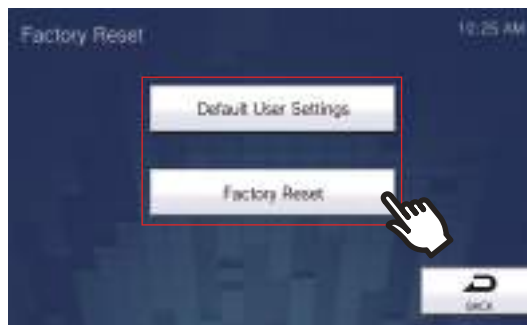 Factory Reset
10:25 AM
Default User Settings
Factory Reset
BACK